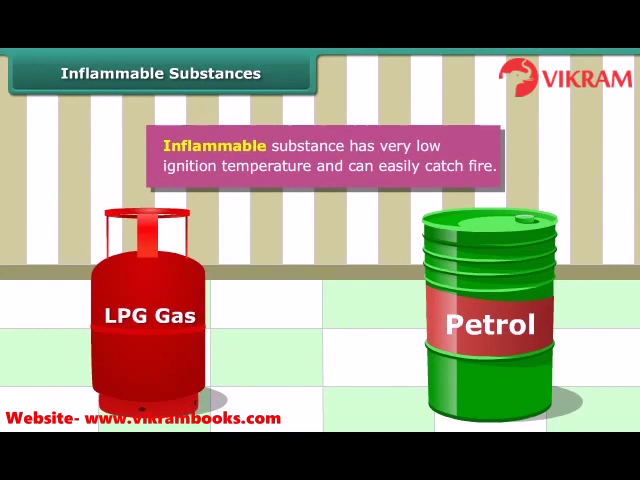 Inflammable Substances
VIKRAM
Inflammable substance has very low
ignition temperature and can easily catch fire.
LPG Gas
Petrol
Website- www.vikrambooks.com